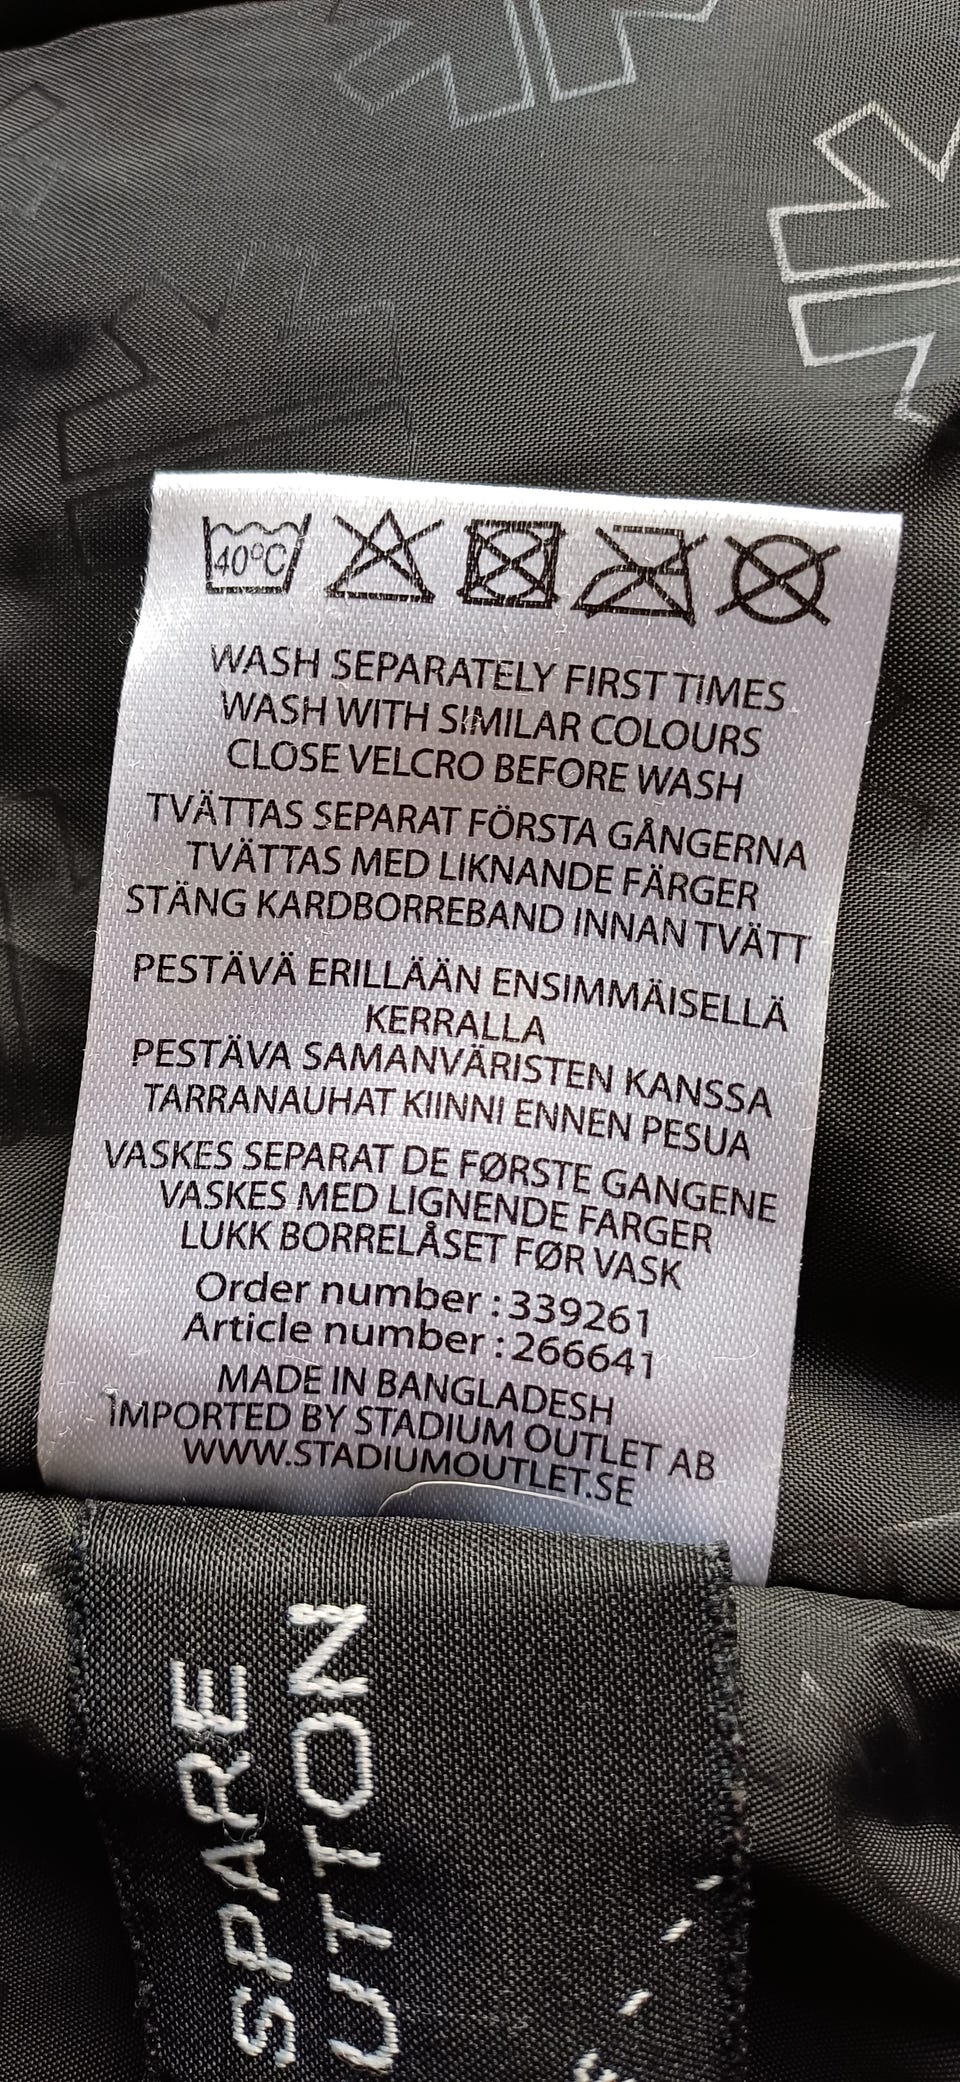 40°C
WASH SEPARATELY FIRST TIMES
WASH WITH SIMILAR COLOURS
CLOSE VELCRO BEFORE WASH
TVÄTTAS SEPARAT FÖRSTA GÅNGERNA
TVÄTTAS MED LIKNANDE FÄRGER
STÄNG KARDBORREBAND INNAN TVÄTT
PESTÄVÄ ERILLÄÄN ENSIMMÄISELLÄ
KERRALLA
PESTÄVA SAMANVÄRISTEN KANSSA
TARRANAUHAT KIINNI ENNEN PESUA
VASKES SEPARAT DE FØRSTE GANGENE
VASKES MED LIGNENDE FARGER
LUKK BORRELÅSET FØR VASK
Order number : 339261
Article number : 266641
MADE IN BANGLADESH
IMPORTED BY STADIUM OUTLET AB
WWW.STADIUMOUTLET.SE
SPARE
UTTON